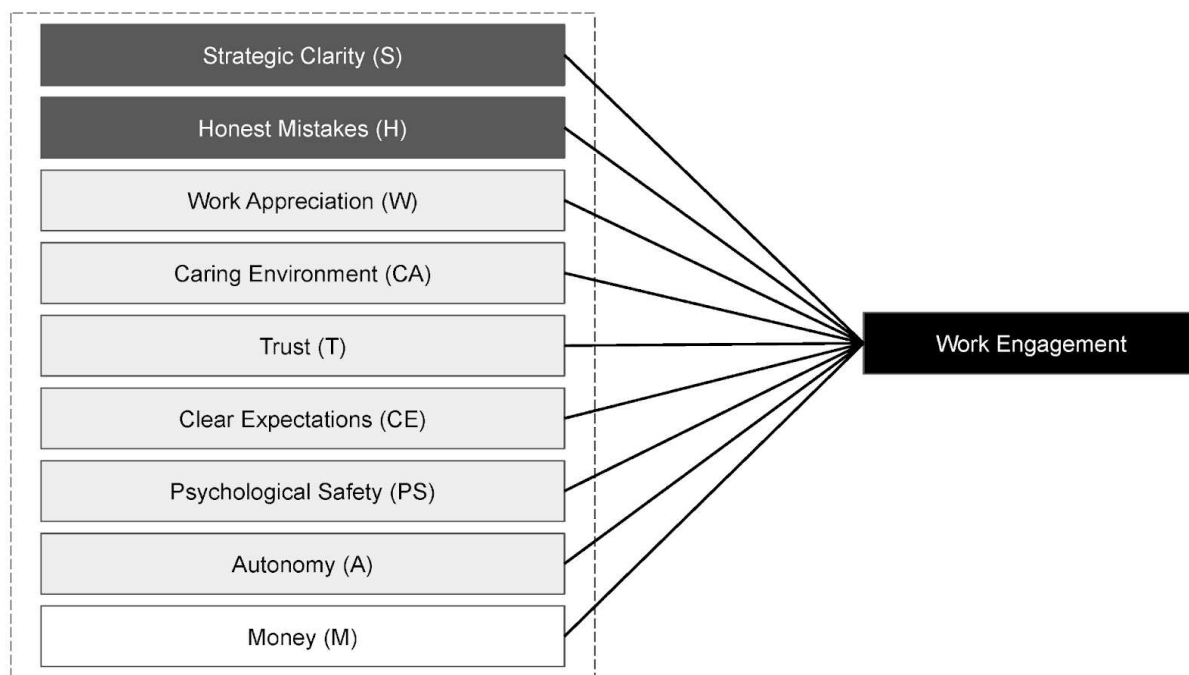 Strategic Clarity (S)
Honest Mistakes (H)
Work Appreciation (W)
Caring Environment (CA)
Trust (T)
Clear Expectations (CE)
Psychological Safety (PS)
Autonomy (A)
Money (M)
Work Engagement